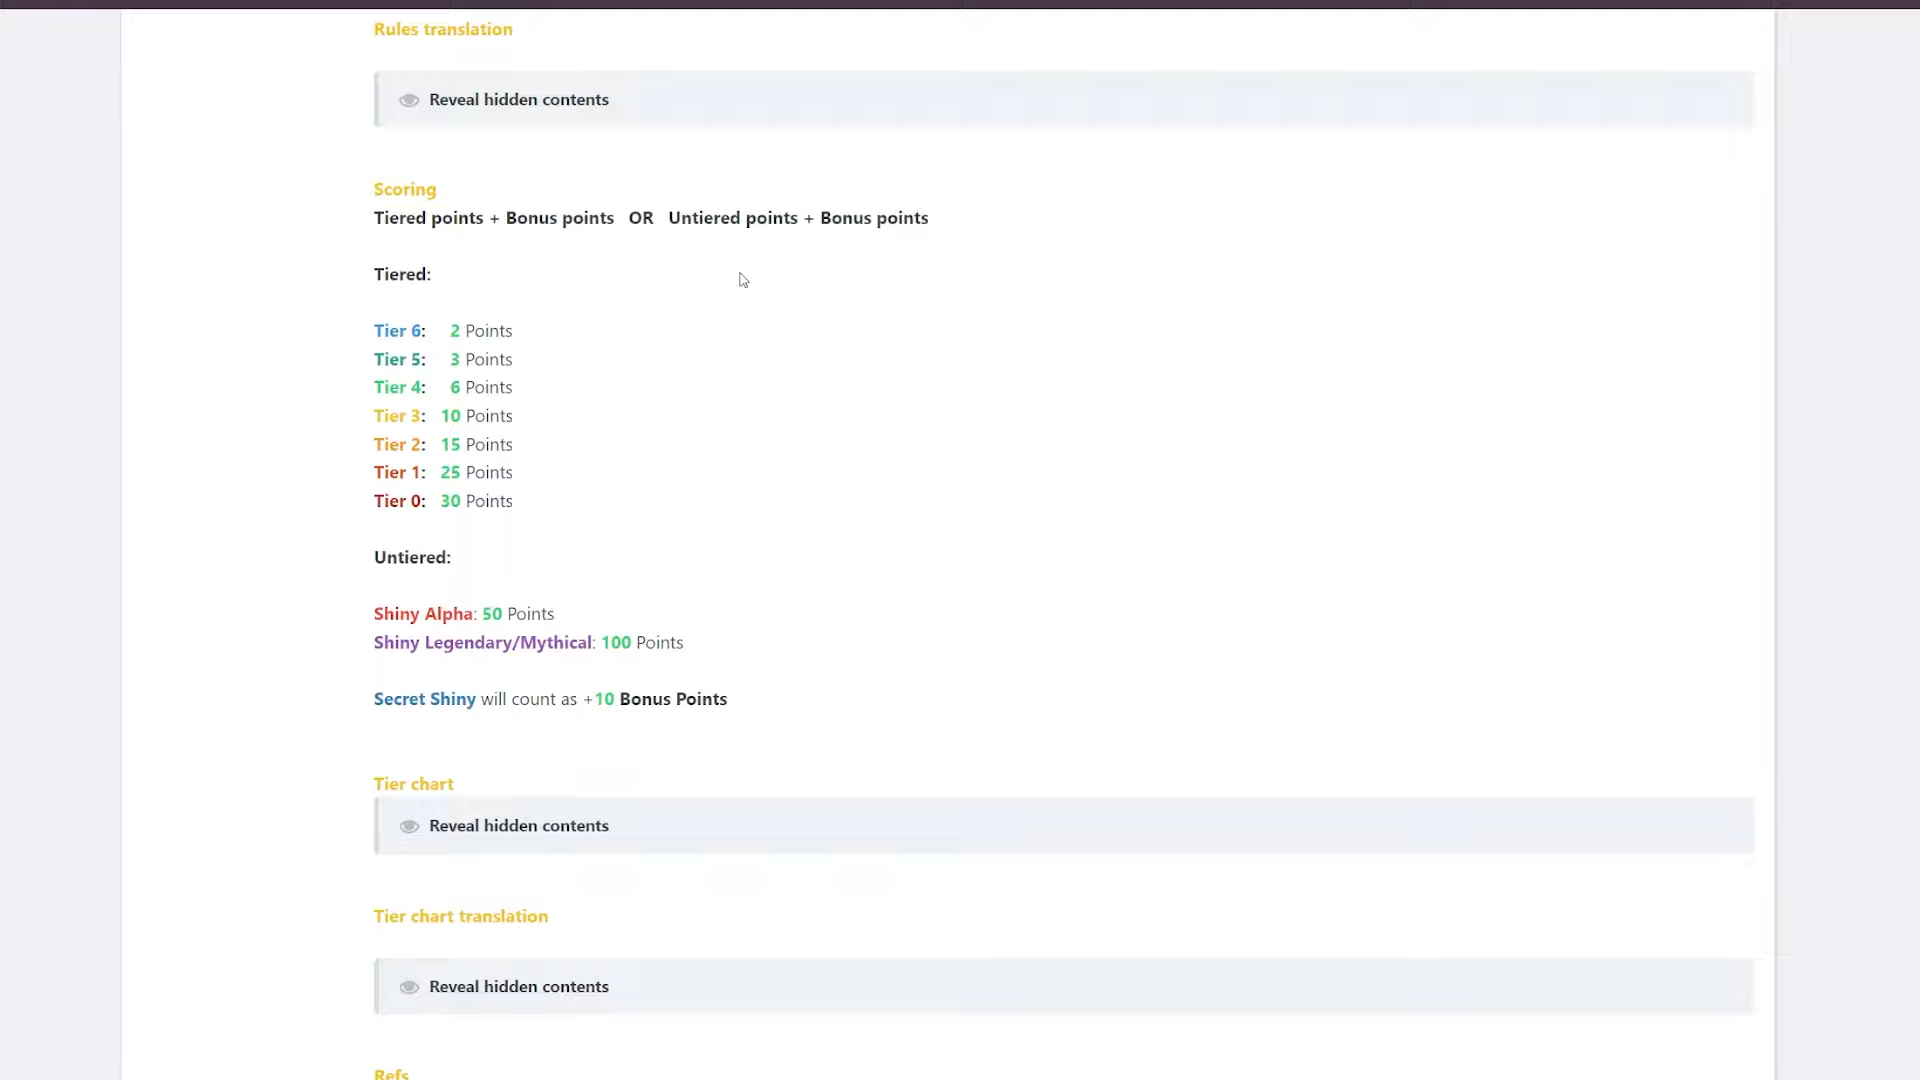 Rules translation
Reveal hidden contents
Scoring
Tiered points + Bonus points OR Untiered points + Bonus points
Tiered:
Tier 6: 2 Points
Tier 5: 3 Points
Tier 4: 6 Points
Tier 3: 10 Points
Tier 2: 15 Points
Tier 1: 25 Points
Tier 0: 30 Points
Untiered:
Shiny Alpha: 50 Points
Shiny Legendary/Mythical: 100 Points
Secret Shiny will count as +10 Bonus Points
Tier chart
Reveal hidden contents
Tier chart translation
Reveal hidden contents
Refs